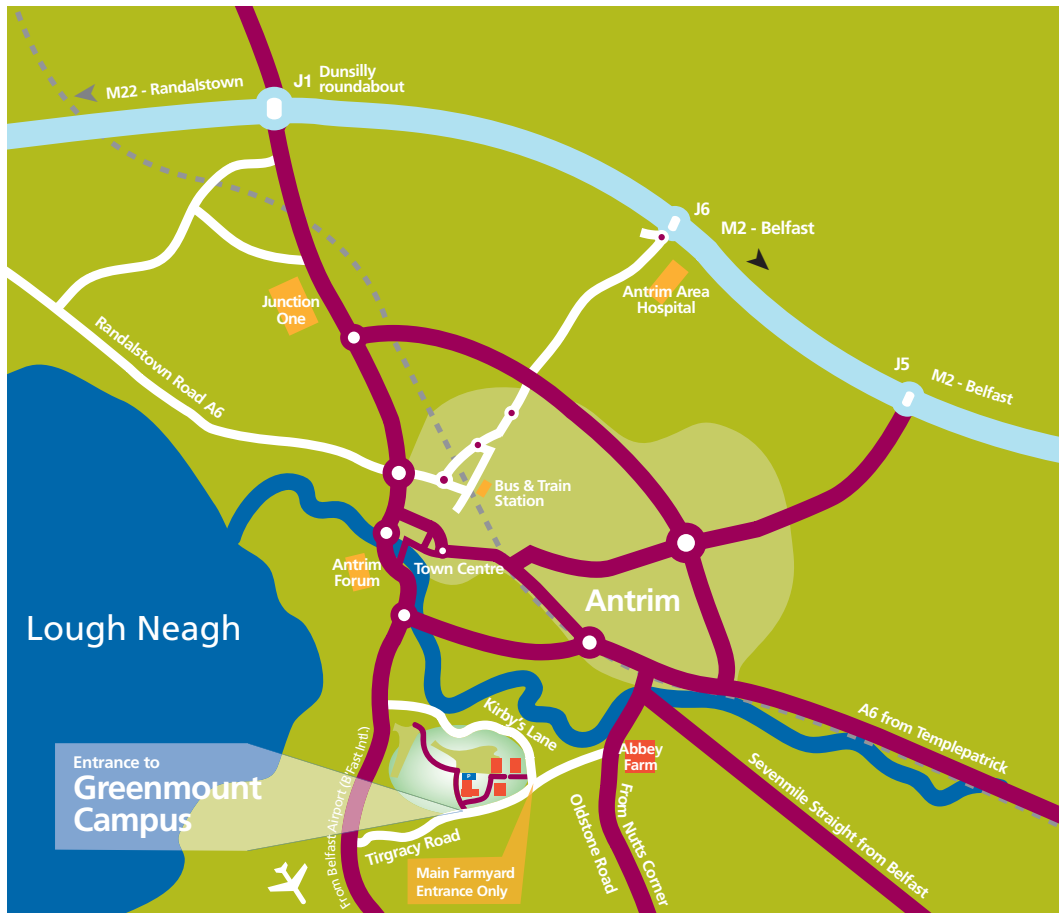 M22 - Randalstown
J1 Dunsilly
roundabout
J6
M2 - Belfast
Antrim Area
Hospital
Junction
One
J5
M2 - Belfast
Randalstown Road A6
Bus & Train
Station
Antrim
Forum
Town Centre
Antrim
Lough Neagh
Kirby's Lane
A6 from Templepatrick
Abbey
Farm
Sevenmile Straight from Belfast
Entrance to
Greenmount
Campus
P
From Belfast Airport (B'Fast Intl.)
Tirgracy Road
Oldstone Road
From Nutts Corner
Main Farmyard
Entrance Only